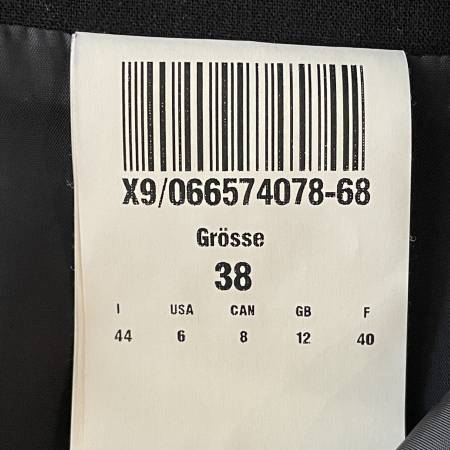 X9/066574078-68
Grösse
38
I USA CAN GB F
44 6 8 12 40